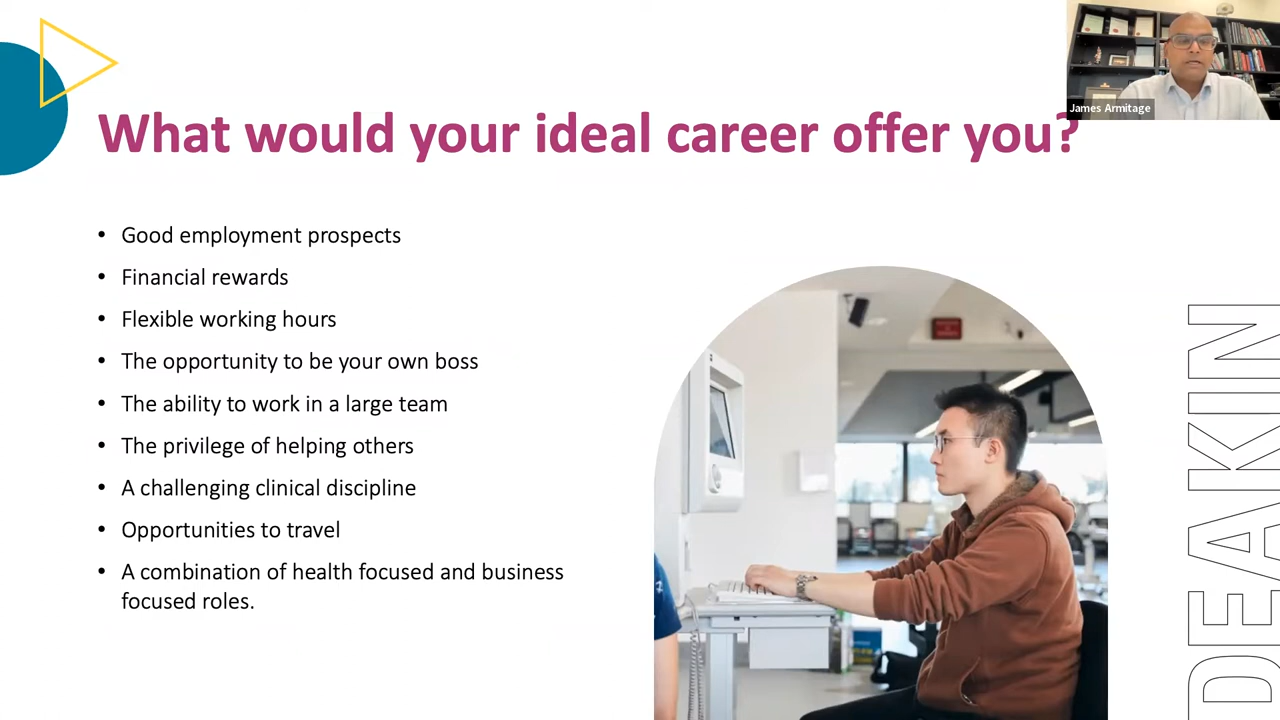 James Armitage
What would your ideal career offer you?
• Good employment prospects
• Financial rewards
• Flexible working hours
• The opportunity to be your own boss
• The ability to work in a large team
• The privilege of helping others
• A challenging clinical discipline
• Opportunities to travel
• A combination of health focused and business
focused roles.
DEAKIN